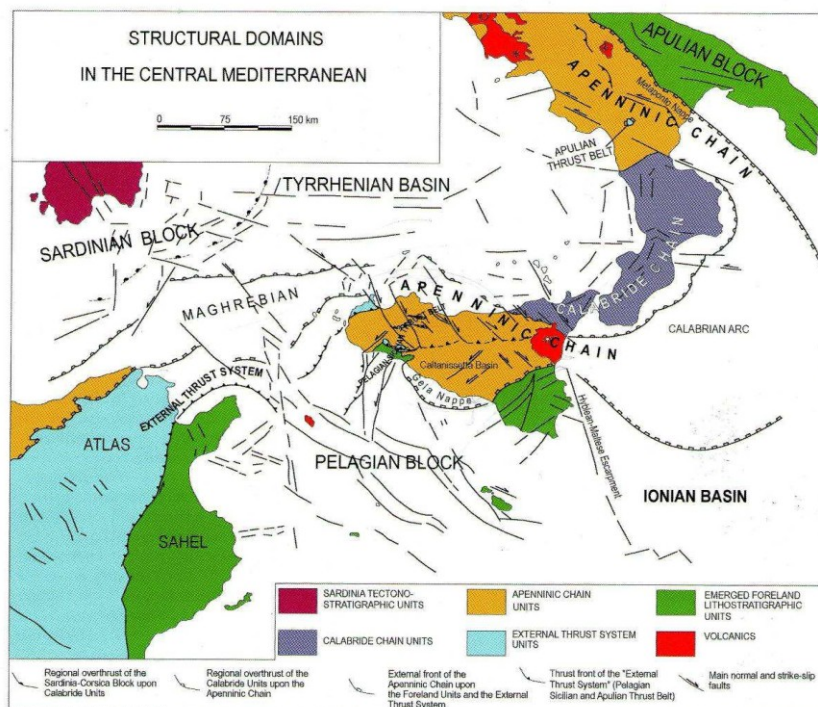 STRUCTURAL DOMAINS
IN THE CENTRAL MEDITERRANEAN
0 75 150 km
APULIAN BLOCK
APENNINIC CHAIN
Metaponto Nappe
APULIAN
THRUST BELT
TYRRHENIAN BASIN
SARDINIAN BLOCK
MAGHREBIAN
APENNINIC CHAIN
CALABRIDE CHAIN
CALABRIAN ARC
Caltanissetta Basin
Gela Nappe
EXTERNAL THRUST SYSTEM
ATLAS
PELAGIAN BLOCK
Hyblean-Maltese Escarpment
IONIAN BASIN
SAHEL
SARDINIA TECTONO-
STRATIGRAPHIC UNITS
APENNINIC CHAIN
UNITS
EMERGED FORELAND
LITHOSTRATIGRAPHIC
UNITS
CALABRIDE CHAIN UNITS
EXTERNAL THRUST SYSTEM
UNITS
VOLCANICS
Regional overthrust of the
Sardinia-Corsica Block upon
Calabride Units
Regional overthrust of the
Calabride Units upon the
Apenninic Chain
External front of the
Apenninic Chain upon
the Foreland Units and the External
Thrust System
Thrust front of the "External
Thrust System" (Pelagian
Sicilian and Apulian Thrust Belt)
Main normal and strike-slip
faults